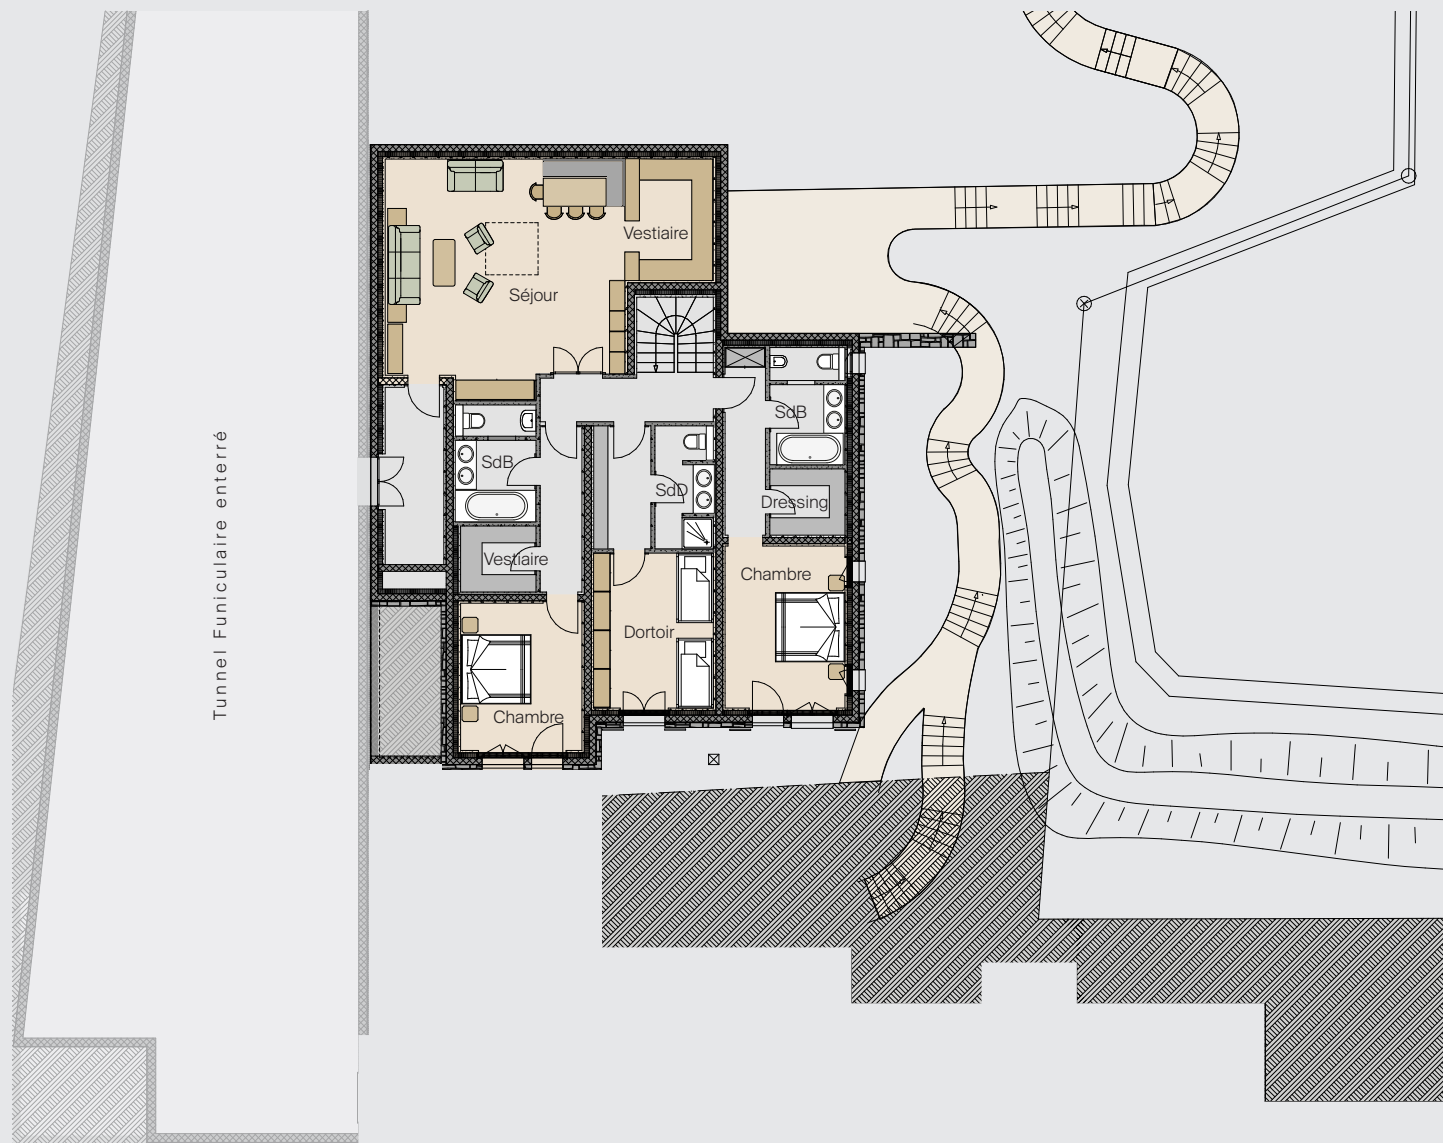 Vestiaire
Séjour
SdB
SdB
SdD
Dressing
Vestiaire
Chambre
Dortoir
Chambre
Tunnel Funiculaire enterré